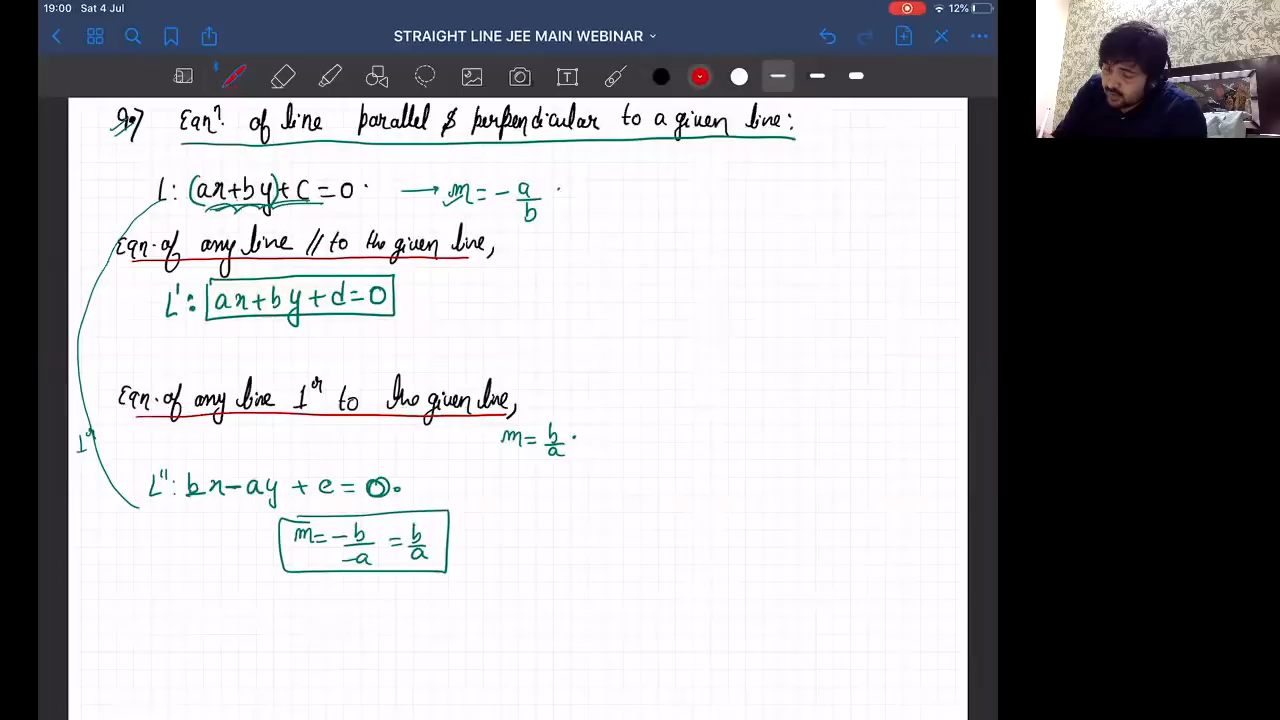 19:00 Sat 4 Jul 12%
STRAIGHT LINE JEE MAIN WEBINAR
9.7 Eqnⁿ. of line parallel & perpendicular to a given line:
L: (ax+by)+c=0. → m = -a/b
Eqn. of any line // to the given line,
L': ax+by+d=0
Eqn. of any line ⊥ʳ to the given line,
m = b/a
⊥ʳ
L": bx-ay+e=0.
m = -b/-a = b/a